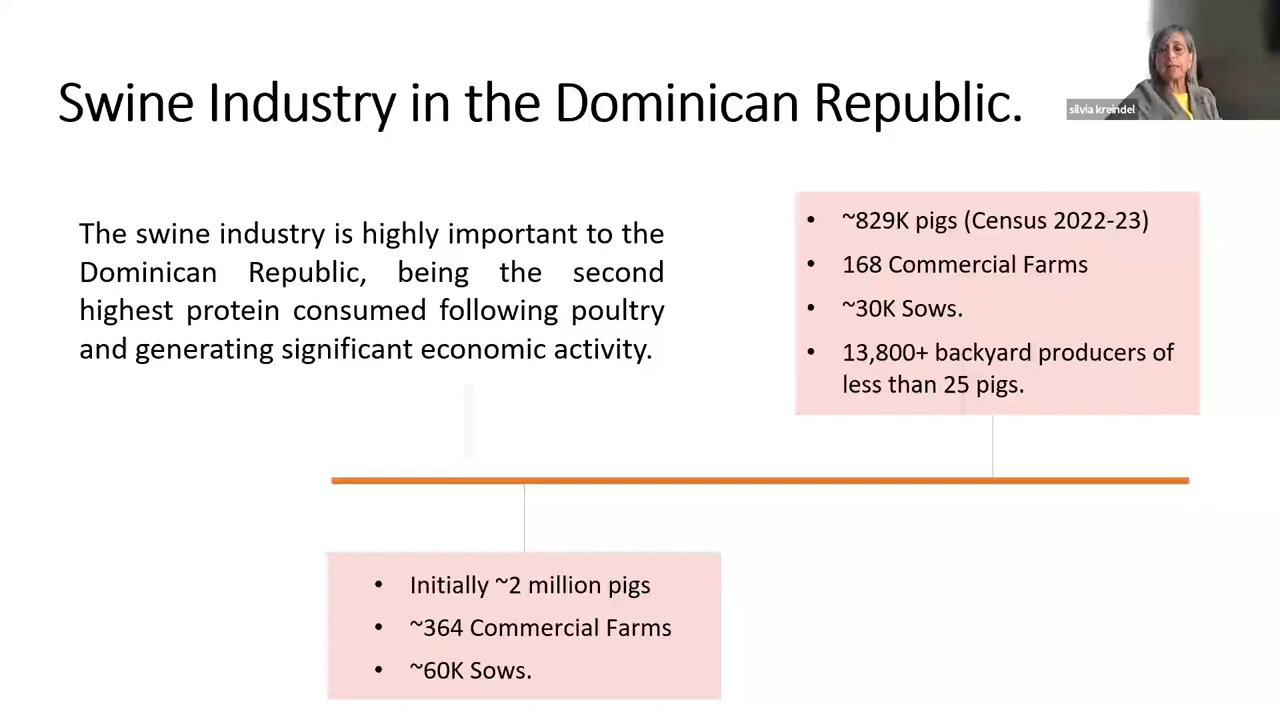 Swine Industry in the Dominican Republic.
silvia kreindel
The swine industry is highly important to the
Dominican Republic, being the second
highest protein consumed following poultry
and generating significant economic activity.
• ~829K pigs (Census 2022-23)
• 168 Commercial Farms
• ~30K Sows.
• 13,800+ backyard producers of
less than 25 pigs.
• Initially ~2 million pigs
• ~364 Commercial Farms
• ~60K Sows.